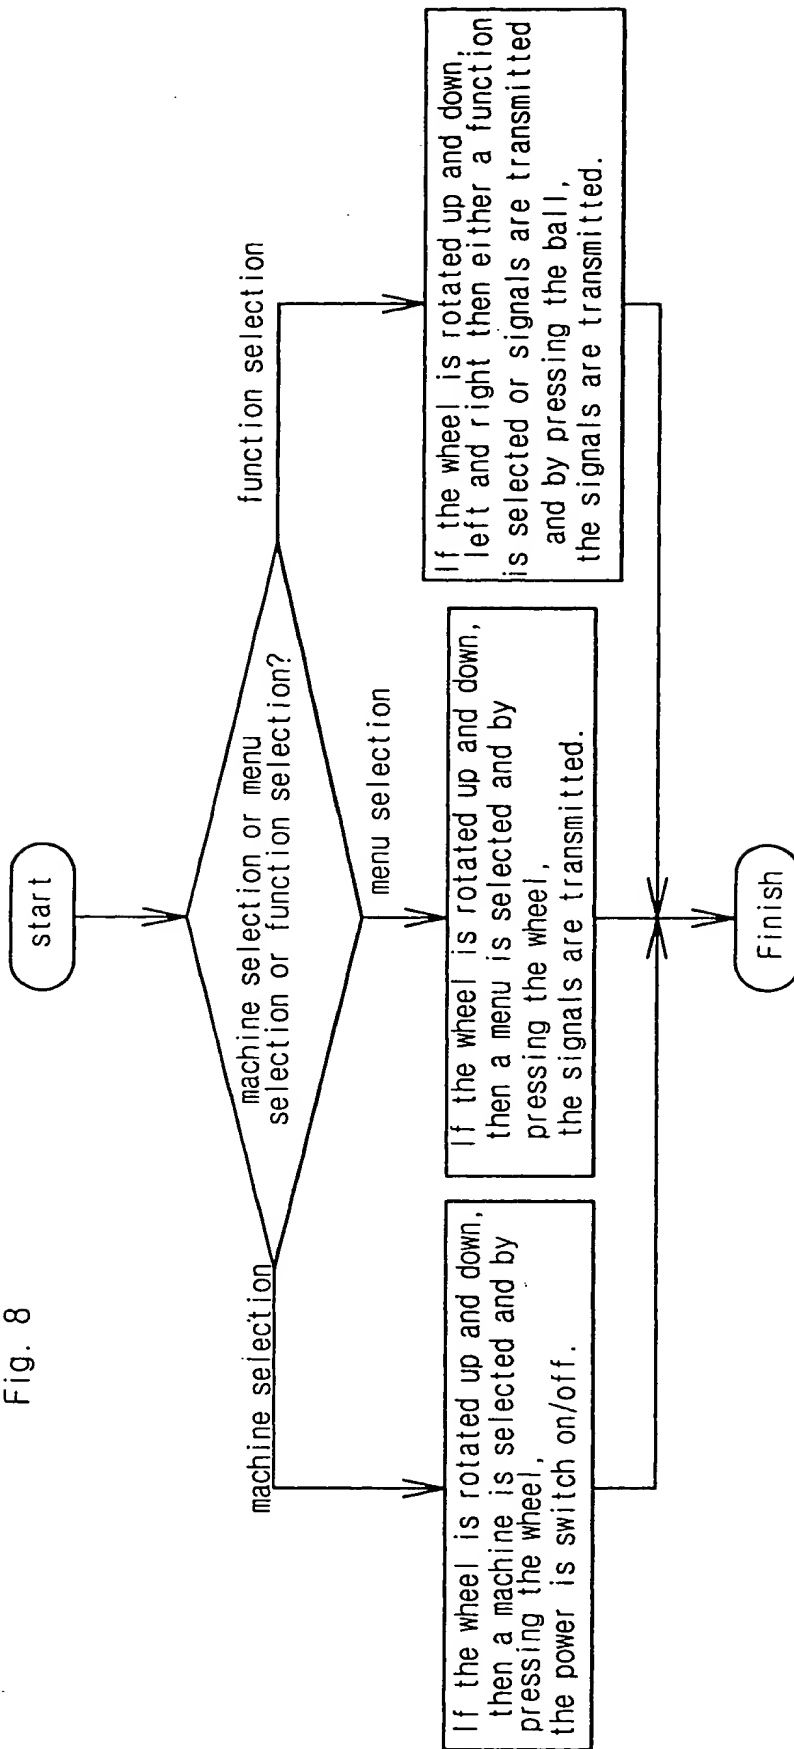 Fig. 8
start
machine selection or menu
selection or function selection?
machine selection
menu selection
function selection
If the wheel is rotated up and down,
then a machine is selected and by
pressing the wheel,
the power is switch on/off.
If the wheel is rotated up and down,
then a menu is selected and by
pressing the wheel,
the signals are transmitted.
If the wheel is rotated up and down,
left and right then either a function
is selected or signals are transmitted
and by pressing the ball,
the signals are transmitted.
Finish